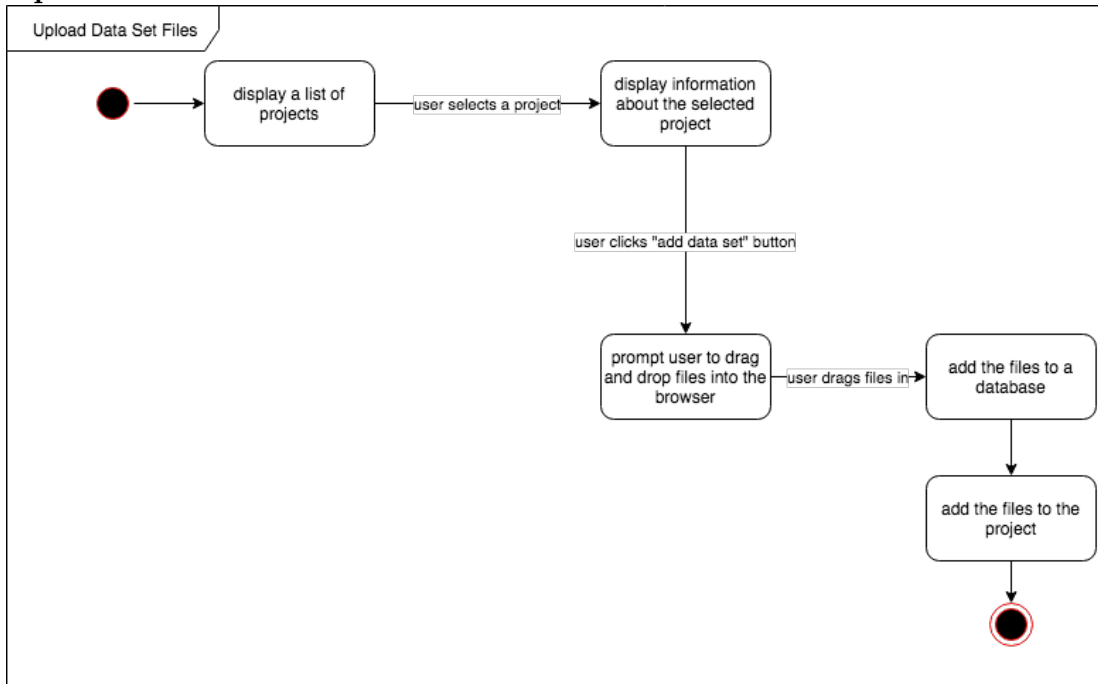 Upload Data Set Files
display a list of
projects
user selects a project
display information
about the selected
project
user clicks "add data set" button
prompt user to drag
and drop files into the
browser
user drags files in
add the files to a
database
add the files to the
project